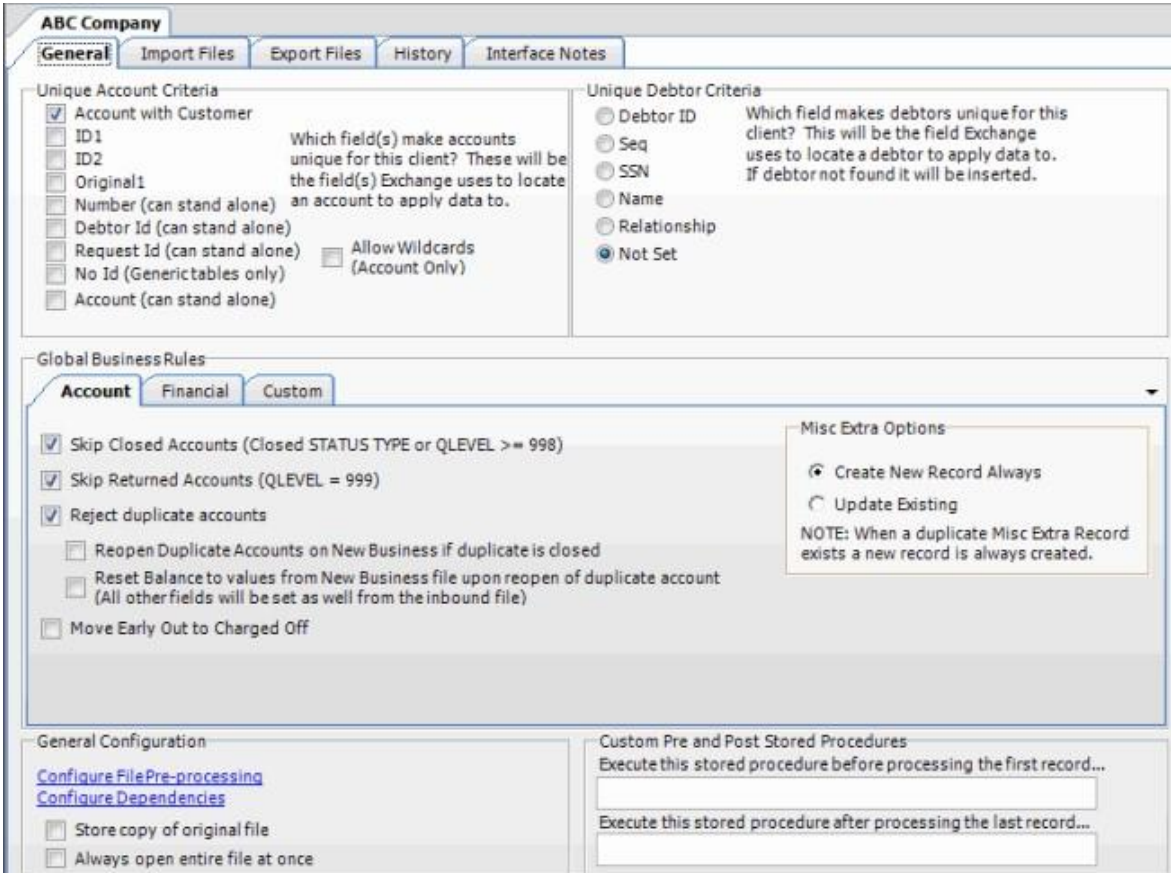 ABC Company
General
Import Files
Export Files
History
Interface Notes
Unique Account Criteria
Account with Customer
ID1
ID2
Original1
Number (can stand alone)
Debtor Id (can stand alone)
Request Id (can stand alone)
No Id (Generic tables only)
Account (can stand alone)
Which field(s) make accounts
unique for this client? These will be
the field(s) Exchange uses to locate
an account to apply data to.
Allow Wildcards
(Account Only)
Unique Debtor Criteria
Debtor ID
Seq
SSN
Name
Relationship
Not Set
Which field makes debtors unique for this
client? This will be the field Exchange
uses to locate a debtor to apply data to.
If debtor not found it will be inserted.
Global Business Rules
Account
Financial
Custom
Skip Closed Accounts (Closed STATUS TYPE or QLEVEL >= 998)
Skip Returned Accounts (QLEVEL = 999)
Reject duplicate accounts
Reopen Duplicate Accounts on New Business if duplicate is closed
Reset Balance to values from New Business file upon reopen of duplicate account
(All other fields will be set as well from the inbound file)
Move Early Out to Charged Off
Misc Extra Options
Create New Record Always
Update Existing
NOTE: When a duplicate Misc Extra Record
exists a new record is always created.
General Configuration
Configure File Pre-processing
Configure Dependencies
Store copy of original file
Always open entire file at once
Custom Pre and Post Stored Procedures
Execute this stored procedure before processing the first record...
Execute this stored procedure after processing the last record...